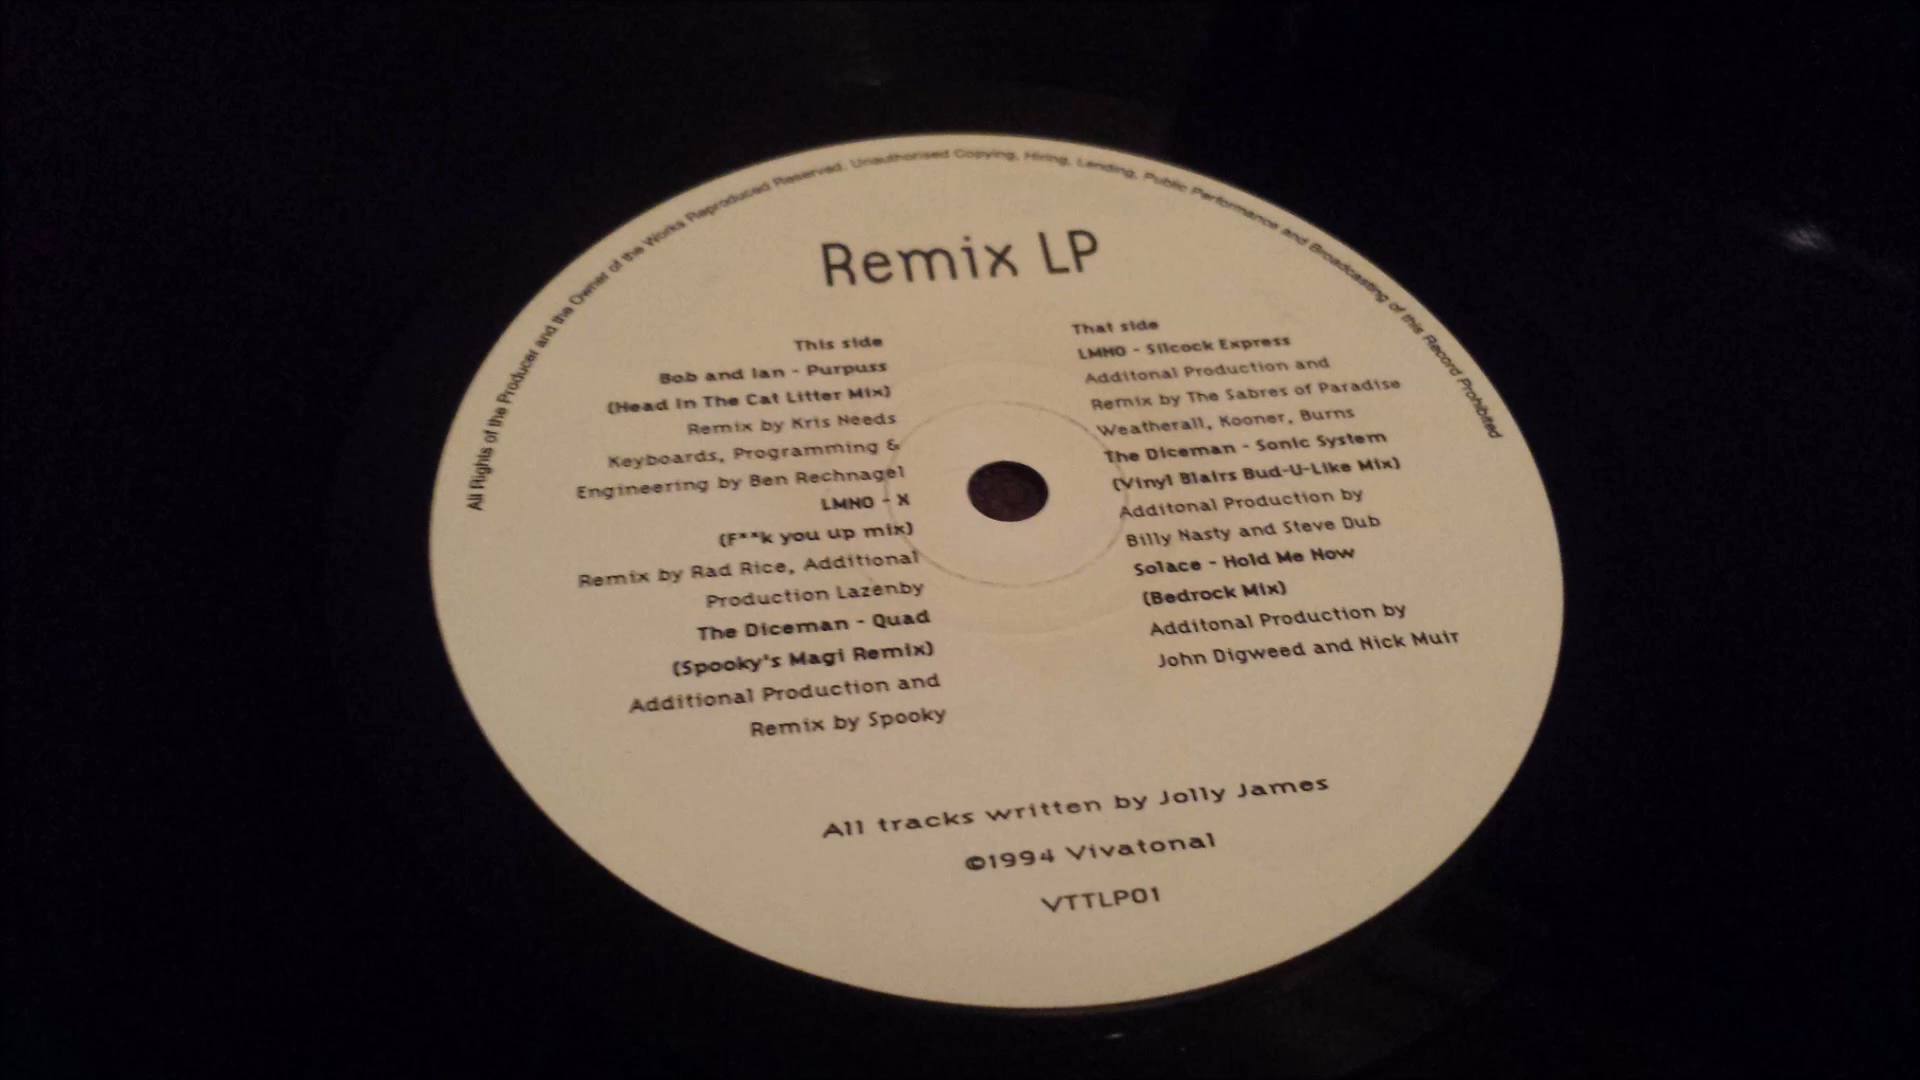 All Rights of the Producer and the Owner of the Works Reproduced Reserved. Unauthorised Copying, Hiring, Lending, Public Performance and Broadcasting of this Record Prohibited
Remix LP
This side
Bob and Ian - Purpuss
(Head In The Cat Litter Mix)
Remix by Kris Needs
Keyboards, Programming &
Engineering by Ben Rechnagel
LMNO - X
(F**k you up mix)
Remix by Rad Rice, Additional
Production Lazenby
The Diceman - Quad
(Spooky's Magi Remix)
Additional Production and
Remix by Spooky
That side
LMNO - Silcock Express
Additonal Production and
Remix by The Sabres of Paradise
Weatherall, Kooner, Burns
The Diceman - Sonic System
(Vinyl Blairs Bud-U-Like Mix)
Additonal Production by
Billy Nasty and Steve Dub
Solace - Hold Me Now
(Bedrock Mix)
Additonal Production by
John Digweed and Nick Muir
All tracks written by Jolly James
©1994 Vivatonal
VTTLP01